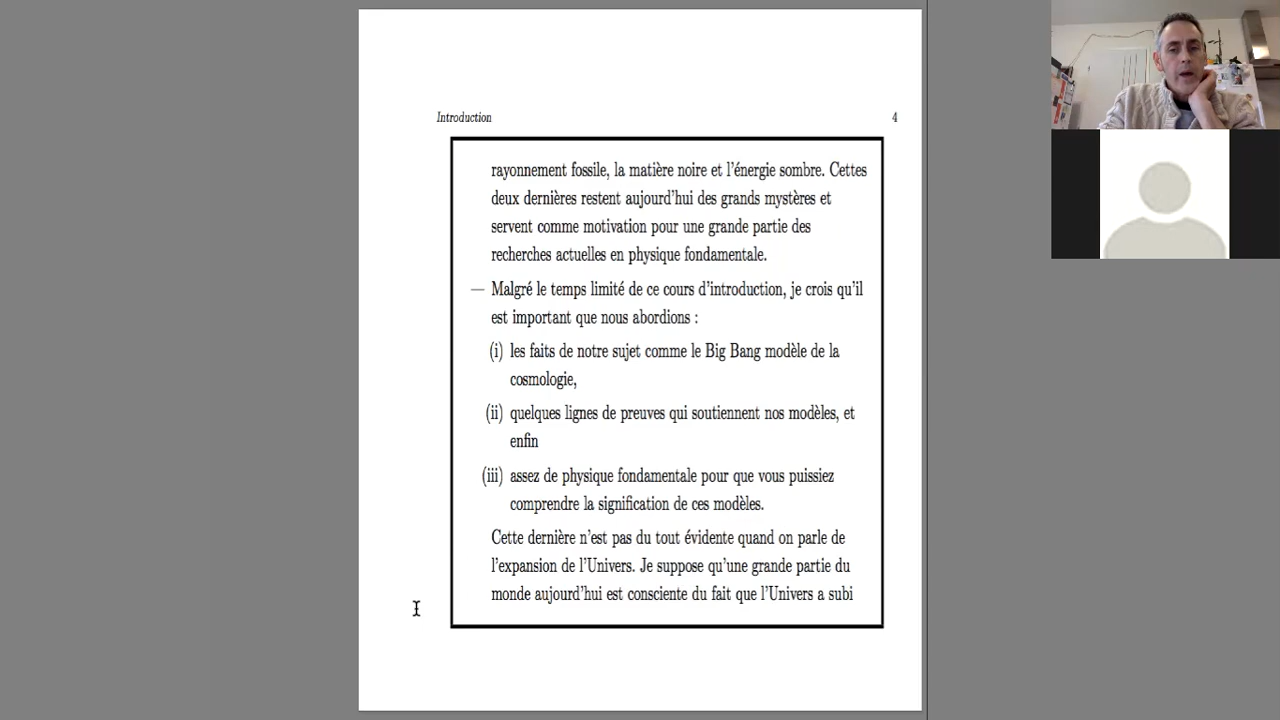 Introduction 4
rayonnement fossile, la matière noire et l'énergie sombre. Cettes
deux dernières restent aujourd'hui des grands mystères et
servent comme motivation pour une grande partie des
recherches actuelles en physique fondamentale.
— Malgré le temps limité de ce cours d'introduction, je crois qu'il
est important que nous abordions :
(i) les faits de notre sujet comme le Big Bang modèle de la
cosmologie,
(ii) quelques lignes de preuves qui soutiennent nos modèles, et
enfin
(iii) assez de physique fondamentale pour que vous puissiez
comprendre la signification de ces modèles.
Cette dernière n'est pas du tout évidente quand on parle de
l'expansion de l'Univers. Je suppose qu'une grande partie du
monde aujourd'hui est consciente du fait que l'Univers a subi